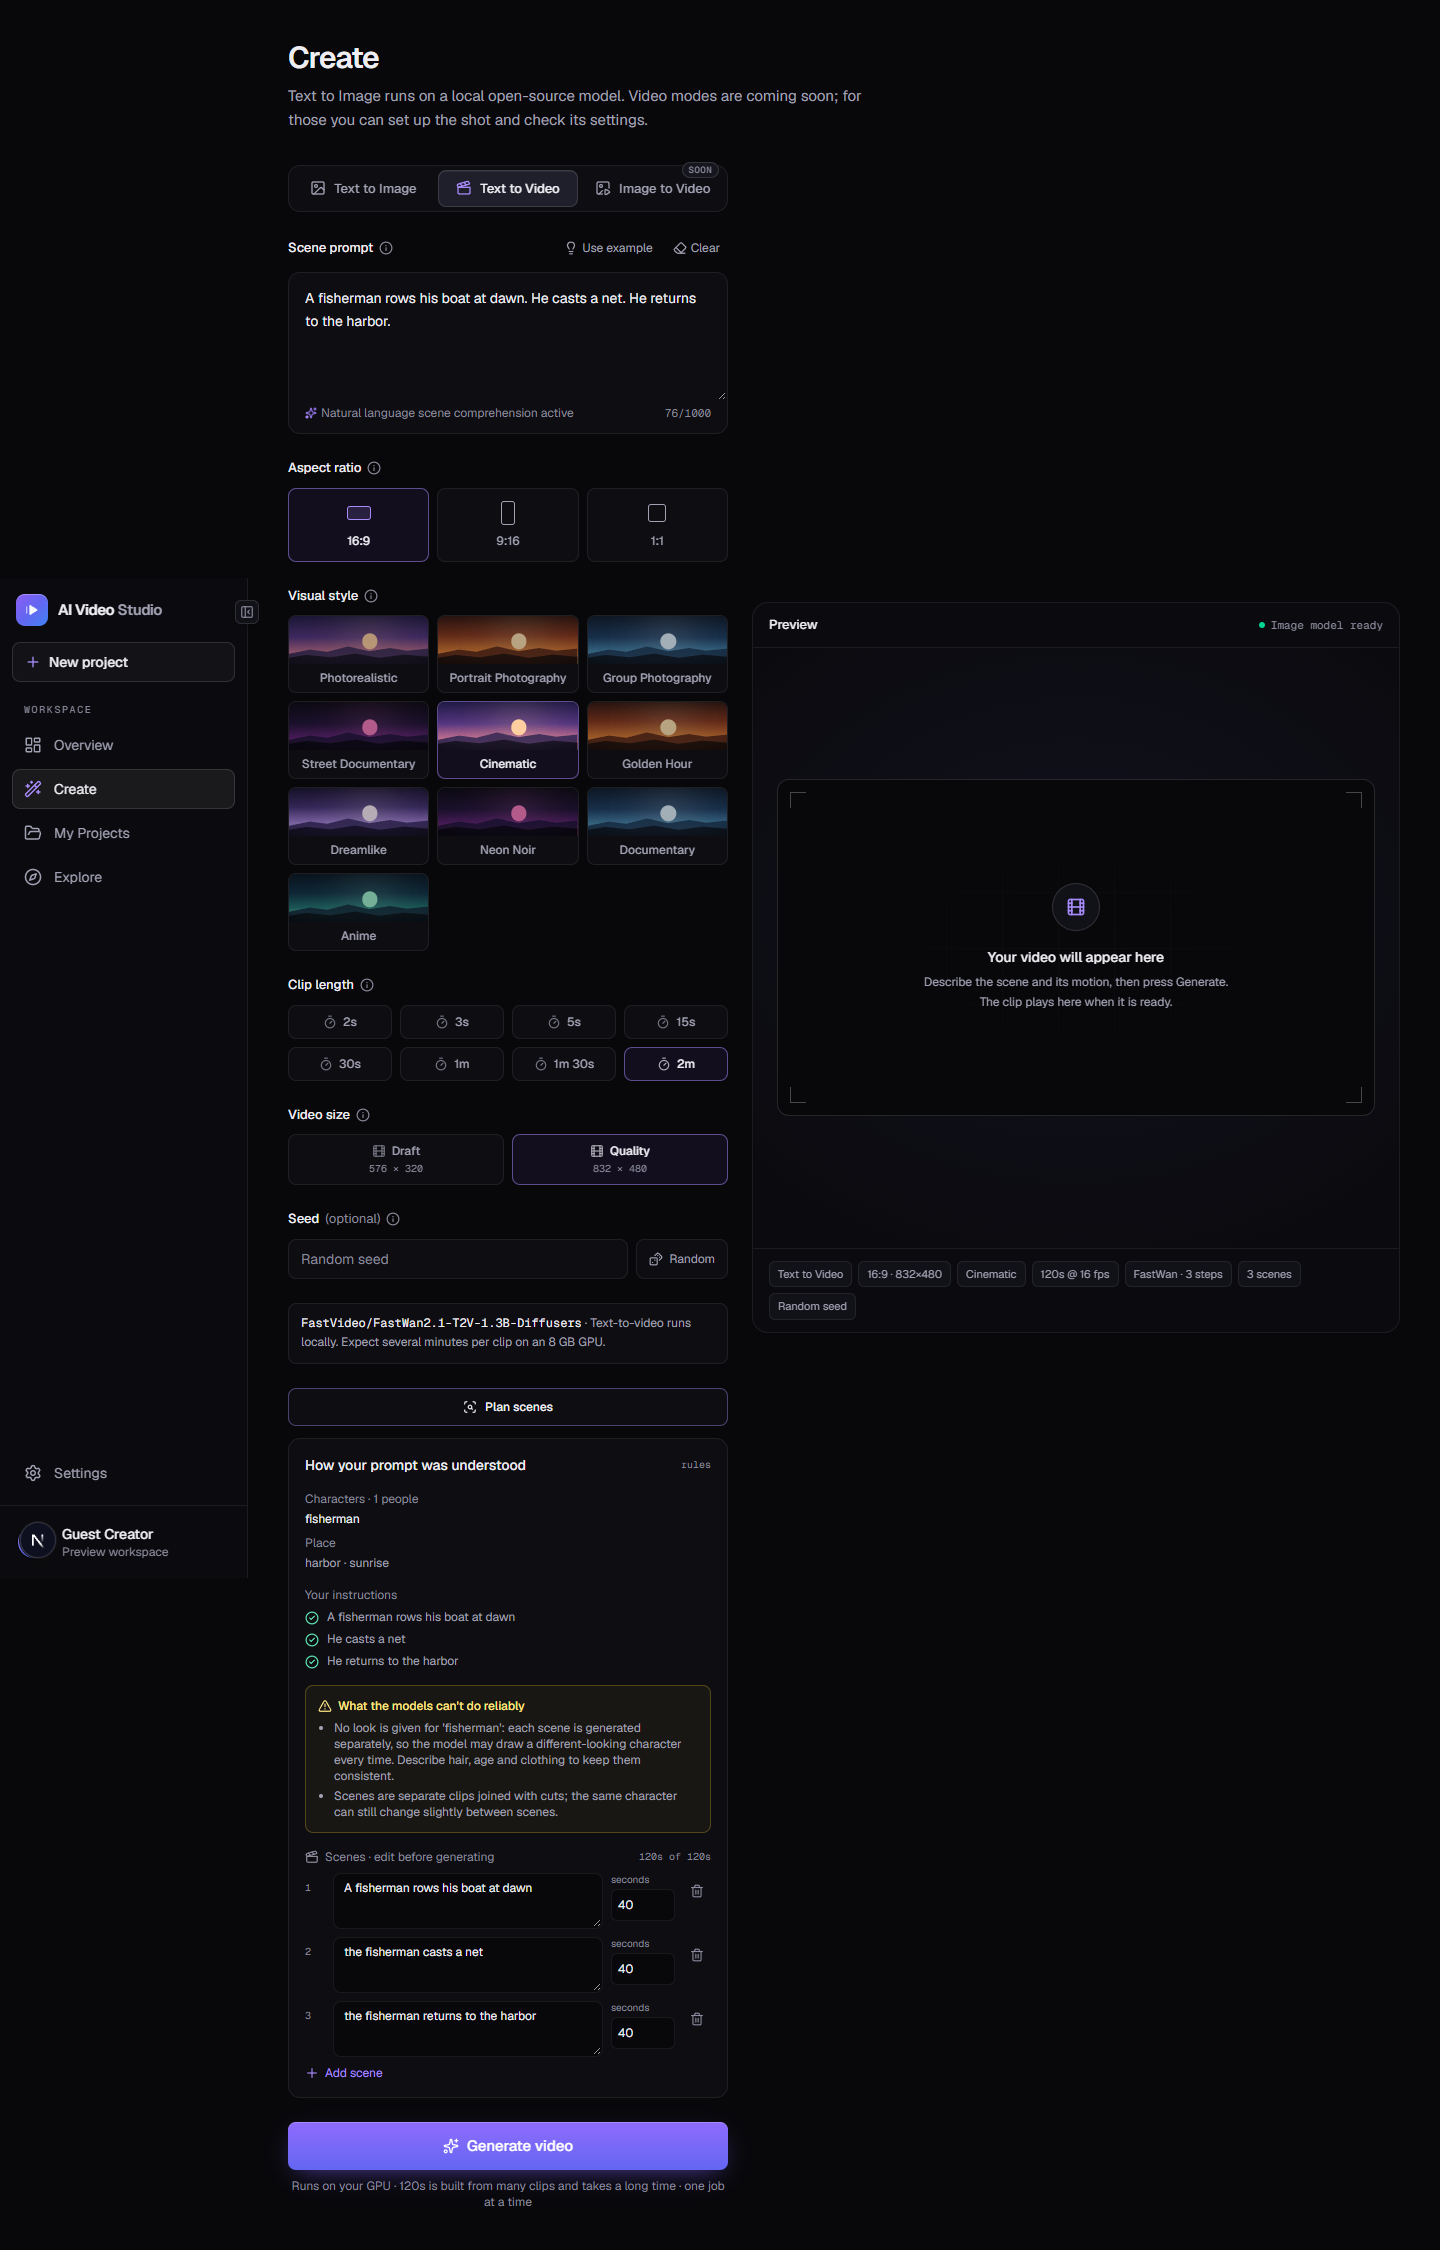 Create
Text to Image runs on a local open-source model. Video modes are coming soon; for
those you can set up the shot and check its settings.
Text to Image
Text to Video
Image to Video
SOON
Scene prompt
Use example
Clear
A fisherman rows his boat at dawn. He casts a net. He returns
to the harbor.
Natural language scene comprehension active
76/1000
Aspect ratio
16:9
9:16
1:1
Visual style
Photorealistic
Portrait Photography
Group Photography
Street Documentary
Cinematic
Golden Hour
Dreamlike
Neon Noir
Documentary
Anime
Clip length
2s
3s
5s
15s
30s
1m
1m 30s
2m
Video size
Draft
576 × 320
Quality
832 × 480
Seed (optional)
Random seed
Random
FastVideo/FastWan2.1-T2V-1.3B-Diffusers · Text-to-video runs
locally. Expect several minutes per clip on an 8 GB GPU.
Plan scenes
How your prompt was understood
rules
Characters · 1 people
fisherman
Place
harbor · sunrise
Your instructions
A fisherman rows his boat at dawn
He casts a net
He returns to the harbor
What the models can't do reliably
• No look is given for 'fisherman': each scene is generated
separately, so the model may draw a different-looking character
every time. Describe hair, age and clothing to keep them
consistent.
• Scenes are separate clips joined with cuts; the same character
can still change slightly between scenes.
Scenes · edit before generating
120s of 120s
1
A fisherman rows his boat at dawn
seconds
40
2
the fisherman casts a net
seconds
40
3
the fisherman returns to the harbor
seconds
40
Add scene
Generate video
Runs on your GPU · 120s is built from many clips and takes a long time · one job
at a time
AI Video Studio
New project
WORKSPACE
Overview
Create
My Projects
Explore
Settings
N
Guest Creator
Preview workspace
Preview
Image model ready
Your video will appear here
Describe the scene and its motion, then press Generate.
The clip plays here when it is ready.
Text to Video
16:9 · 832×480
Cinematic
120s @ 16 fps
FastWan · 3 steps
3 scenes
Random seed